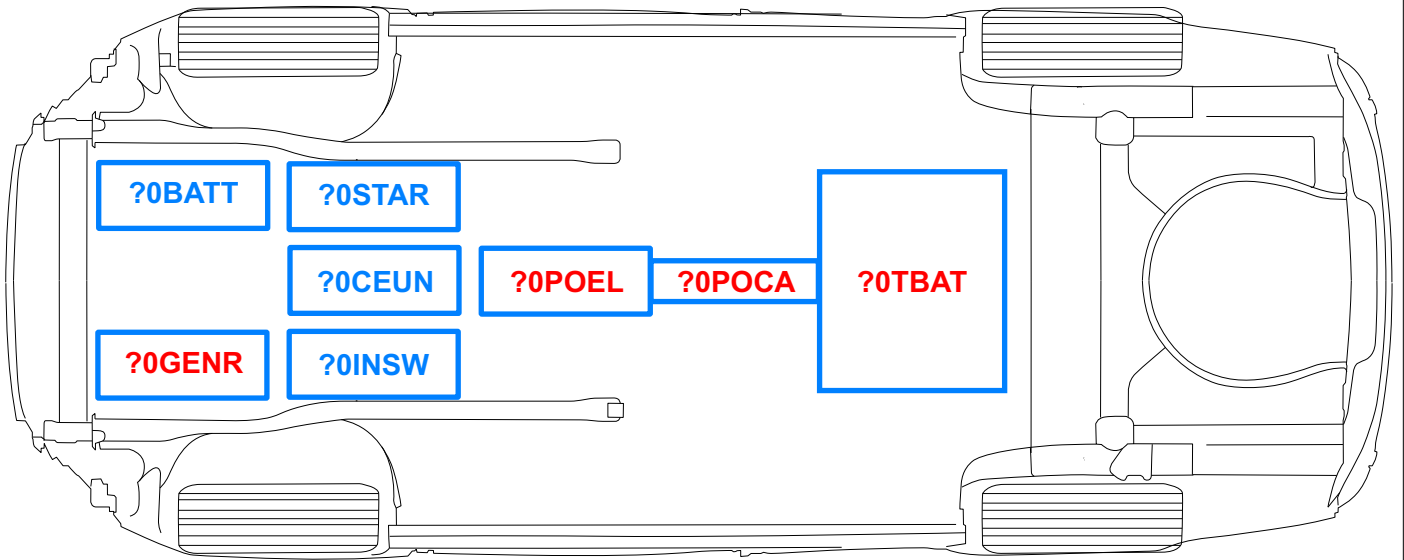 ?0BATT
?0STAR
?0CEUN
?0POEL
?0POCA
?0TBAT
?0GENR
?0INSW